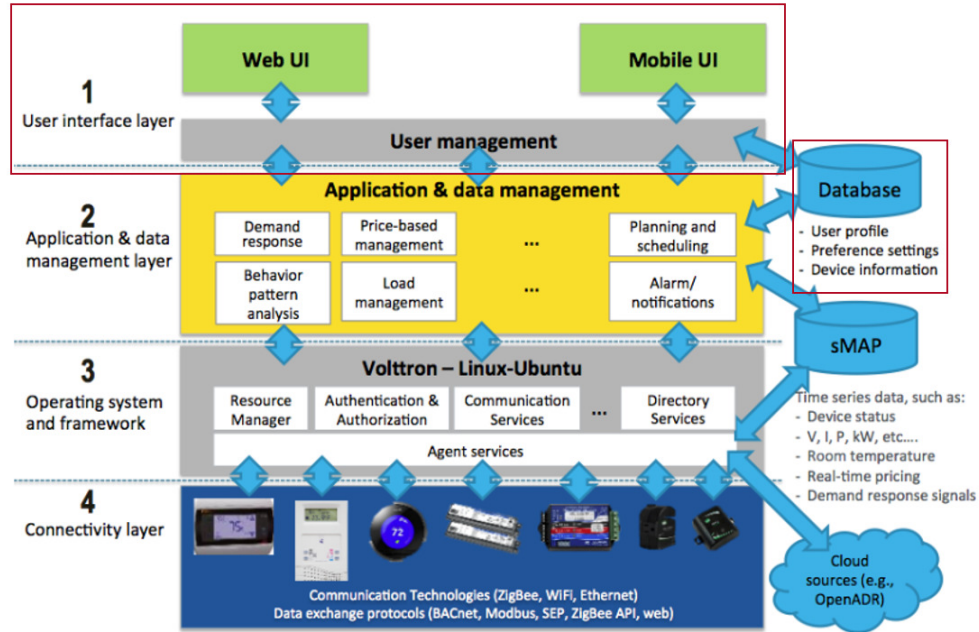 Web UI
Mobile UI
1
User interface layer
User management
Database
- User profile
- Preference settings
- Device information
2
Application & data
management layer
Application & data management
Demand
response
Price-based
management
...
Planning and
scheduling
Behavior
pattern
analysis
Load
management
...
Alarm/
notifications
sMAP
Time series data, such as:
- Device status
- V, I, P, kW, etc....
- Room temperature
- Real-time pricing
- Demand response signals
3
Operating system
and framework
Volttron – Linux-Ubuntu
Resource
Manager
Authentication &
Authorization
Communication
Services
...
Directory
Services
Agent services
4
Connectivity layer
75
72
Communication Technologies (ZigBee, WiFi, Ethernet)
Data exchange protocols (BACnet, Modbus, SEP, ZigBee API, web)
Cloud
sources (e.g.,
OpenADR)